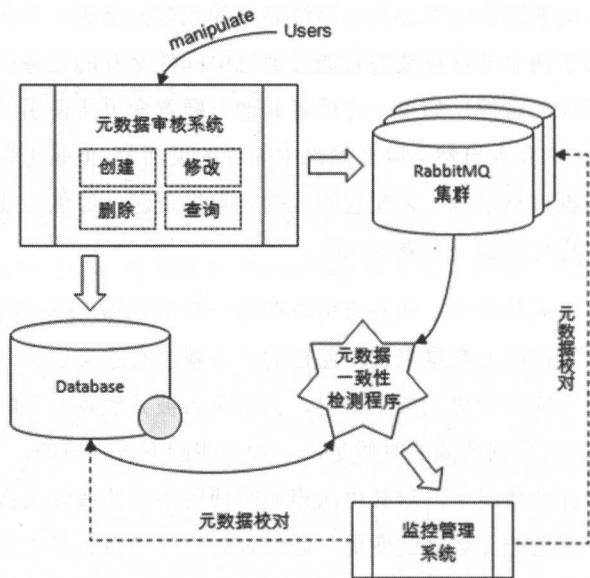 manipulate
Users
元数据审核系统
创建
修改
删除
查询
RabbitMQ
集群
Database
元数据
一致性
检测程序
元数据校对
元数据校对
监控管理
系统